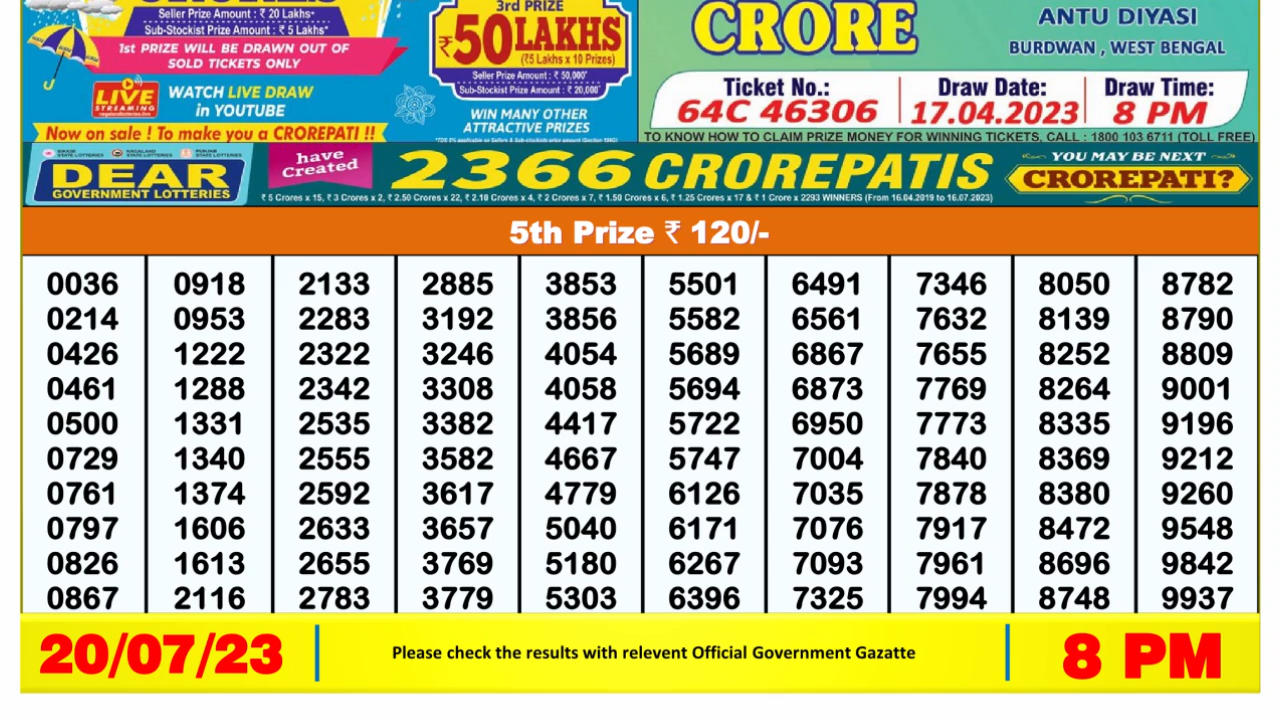 Seller Prize Amount : ₹ 20 Lakhs*
Sub-Stockist Prize Amount : ₹ 5 Lakhs*
1st PRIZE WILL BE DRAWN OUT OF
SOLD TICKETS ONLY
LIVE
STREAMING
WATCH LIVE DRAW
in YOUTUBE
Now on sale ! To make you a CROREPATI !!
3rd PRIZE
₹50 LAKHS
(₹5 Lakhs x 10 Prizes)
Seller Prize Amount : ₹ 50,000*
Sub-Stockist Prize Amount : ₹ 20,000*
WIN MANY OTHER
ATTRACTIVE PRIZES
CRORE
ANTU DIYASI
BURDWAN , WEST BENGAL
Ticket No.: Draw Date: Draw Time:
64C 46306 17.04.2023 8 PM
TO KNOW HOW TO CLAIM PRIZE MONEY FOR WINNING TICKETS, CALL : 1800 103 6711 (TOLL FREE)
DEAR
GOVERNMENT LOTTERIES
have
Created
2366 CROREPATIS
₹ 5 Crores x 15, ₹ 3 Crores x 2, ₹ 2.50 Crores x 22, ₹ 2.10 Crores x 4, ₹ 2 Crores x 7, ₹ 1.50 Crores x 6, ₹ 1.25 Crores x 17 & ₹ 1 Crore x 2293 WINNERS (From 16.04.2019 to 16.07.2023)
YOU MAY BE NEXT
CROREPATI?
5th Prize ₹ 120/-
0036 0918 2133 2885 3853 5501 6491 7346 8050 8782
0214 0953 2283 3192 3856 5582 6561 7632 8139 8790
0426 1222 2322 3246 4054 5689 6867 7655 8252 8809
0461 1288 2342 3308 4058 5694 6873 7769 8264 9001
0500 1331 2535 3382 4417 5722 6950 7773 8335 9196
0729 1340 2555 3582 4667 5747 7004 7840 8369 9212
0761 1374 2592 3617 4779 6126 7035 7878 8380 9260
0797 1606 2633 3657 5040 6171 7076 7917 8472 9548
0826 1613 2655 3769 5180 6267 7093 7961 8696 9842
0867 2116 2783 3779 5303 6396 7325 7994 8748 9937
20/07/23 Please check the results with relevent Official Government Gazatte 8 PM